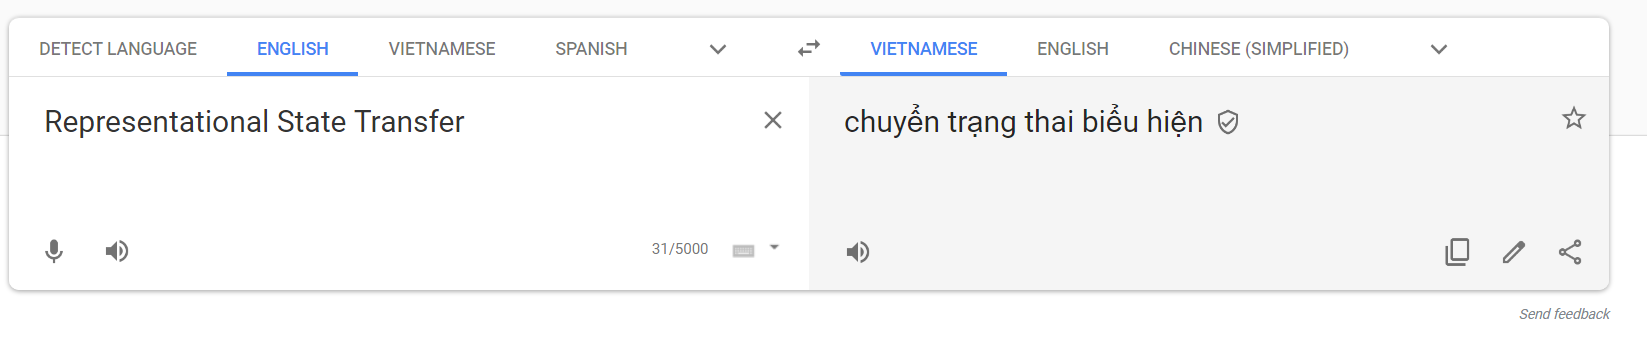 DETECT LANGUAGE ENGLISH VIETNAMESE SPANISH VIETNAMESE ENGLISH CHINESE (SIMPLIFIED)
Representational State Transfer
chuyển trạng thai biểu hiện
31/5000
Send feedback